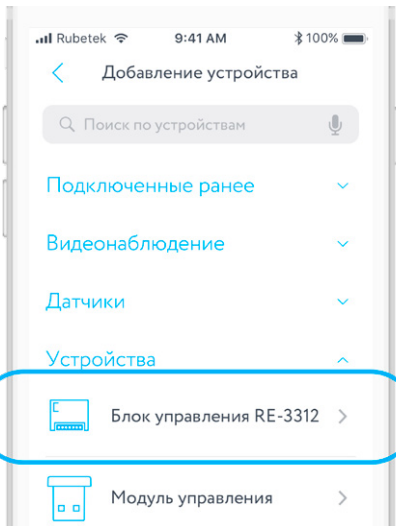 Rubetek 9:41 AM 100%
Добавление устройства
Поиск по устройствам
Подключенные ранее
Видеонаблюдение
Датчики
Устройства
Блок управления RE-3312
Модуль управления